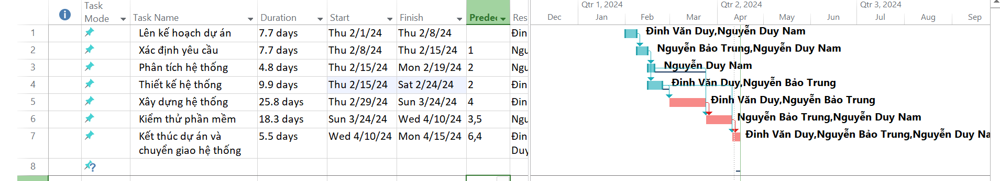 Task Mode Task Name Duration Start Finish Predec Res
1 Lên kế hoạch dự án 7.7 days Thu 2/1/24 Thu 2/8/24 Đin
2 Xác định yêu cầu 7.7 days Thu 2/8/24 Thu 2/15/24 1 Ngu
3 Phân tích hệ thống 4.8 days Thu 2/15/24 Mon 2/19/24 2 Ngu
4 Thiết kế hệ thống 9.9 days Thu 2/15/24 Sat 2/24/24 2 Đin
5 Xây dựng hệ thống 25.8 days Thu 2/29/24 Sun 3/24/24 4 Đin
6 Kiểm thử phần mềm 18.3 days Sun 3/24/24 Wed 4/10/24 3,5 Ngu
7 Kết thúc dự án và 5.5 days Wed 4/10/24 Mon 4/15/24 6,4 Đin
chuyển giao hệ thống Duy
8
Qtr 1, 2024 Qtr 2, 2024 Qtr 3, 2024
Dec Jan Feb Mar Apr May Jun Jul Aug Sep
Đinh Văn Duy,Nguyễn Duy Nam
Nguyễn Bảo Trung,Nguyễn Duy Nam
Nguyễn Duy Nam
Đinh Văn Duy,Nguyễn Bảo Trung
Đinh Văn Duy,Nguyễn Bảo Trung
Nguyễn Bảo Trung,Nguyễn Duy Nam
Đinh Văn Duy,Nguyễn Bảo Trung,Nguyễn Duy Na